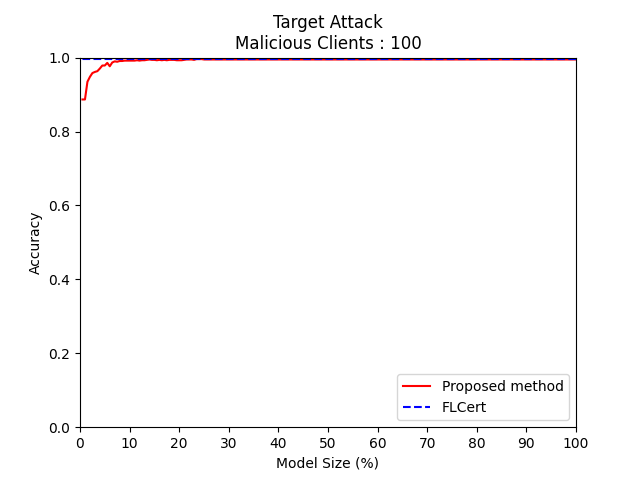 Target Attack
Malicious Clients : 100
1.0
0.8
0.6
0.4
0.2
0.0
Accuracy
0 10 20 30 40 50 60 70 80 90 100
Model Size (%)
Proposed method
FLCert